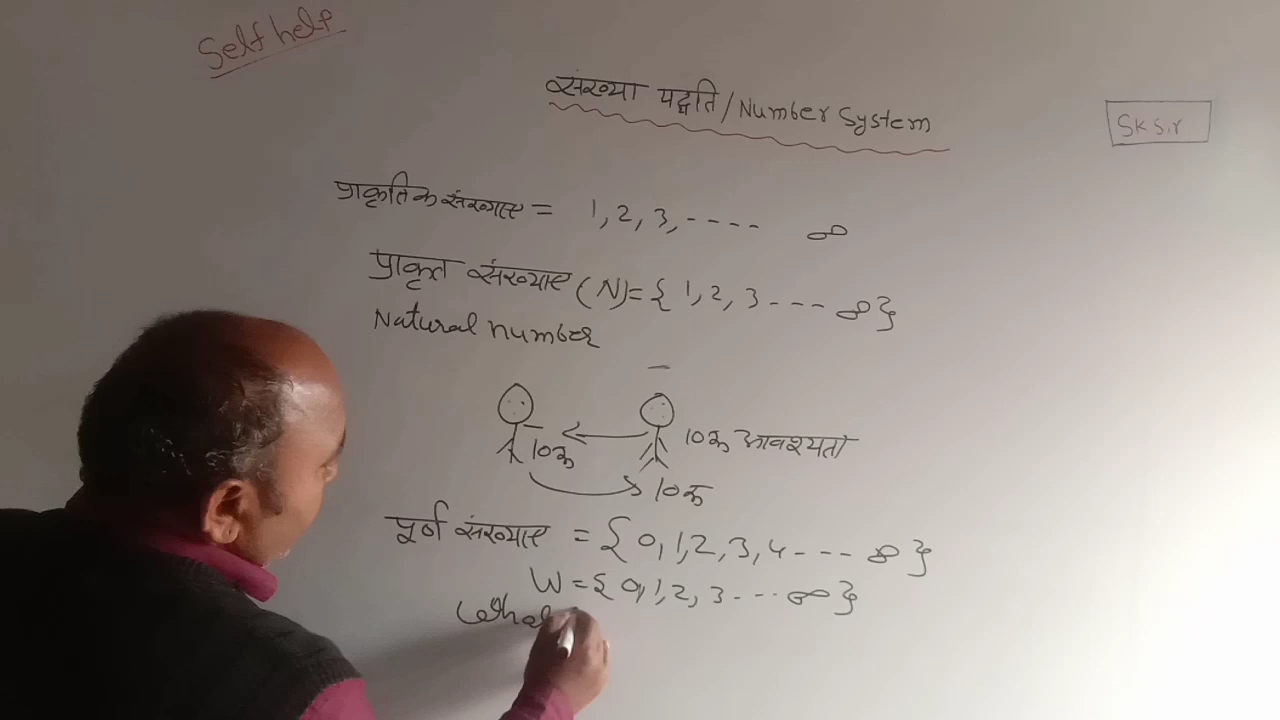 Self help
संख्या पद्धति / Number System
SK Sir
प्राकृतिक संख्याए = 1, 2, 3, ---- ∞
प्राकृत संख्याए (N) = { 1, 2, 3 --- ∞ }
Natural number
10रू
10रू आवश्यता
10रू
पूर्ण संख्याए = { 0, 1, 2, 3, 4 --- ∞ }
W = { 0, 1, 2, 3 --- ∞ }
Whol